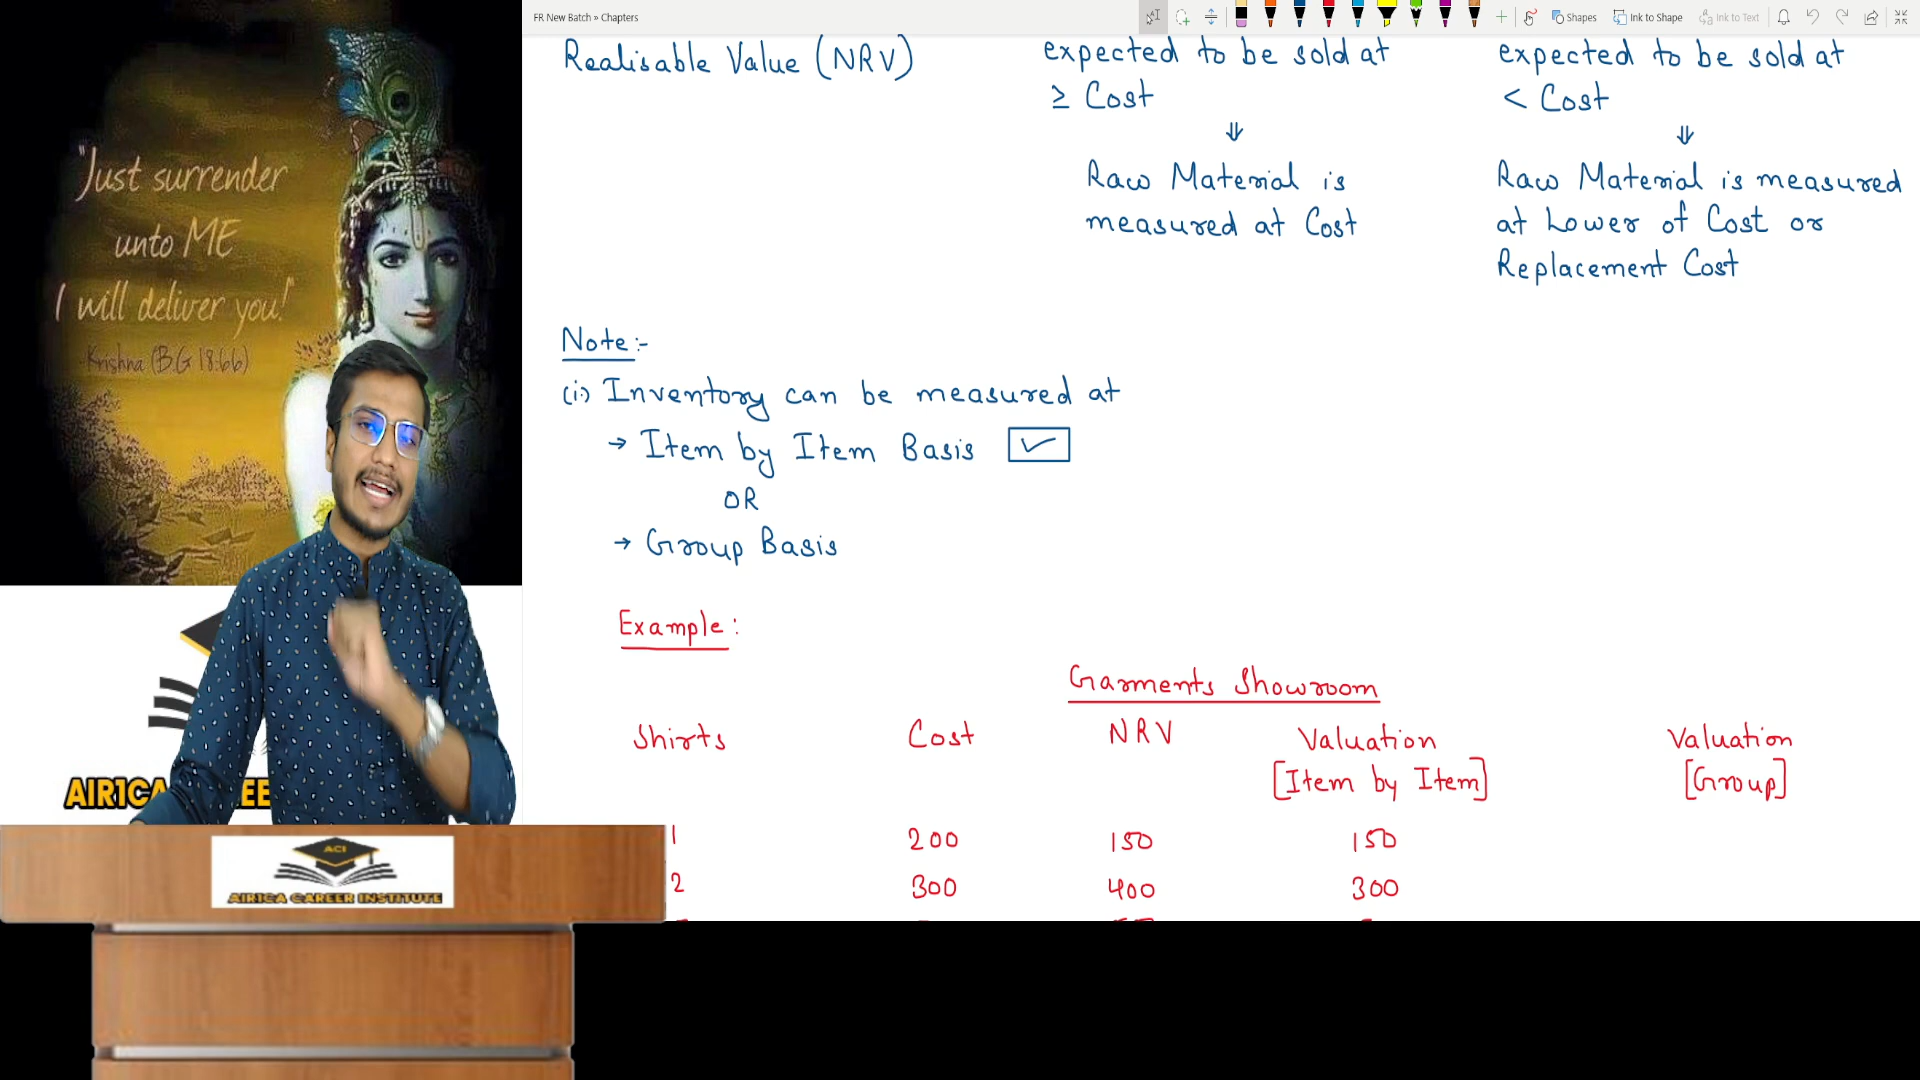 FR New Batch » Chapters
Shapes
Ink to Shape
Ink to Text
"Just surrender
unto ME
I will deliver you!"
- Krishna (B.G 18:66)
AIR1CA
EE
ACI
AIR1CA CAREER INSTITUTE
Realisable Value (NRV)
expected to be sold at
≥ Cost
⇓
Raw Material is
measured at Cost
expected to be sold at
< Cost
⇓
Raw Material is measured
at Lower of Cost or
Replacement Cost
Note:-
(i) Inventory can be measured at
→ Item by Item Basis ✓
OR
→ Group Basis
Example:
Garments Showroom
Shirts Cost NRV Valuation [Item by Item] Valuation [Group]
1 200 150 150
2 300 400 300